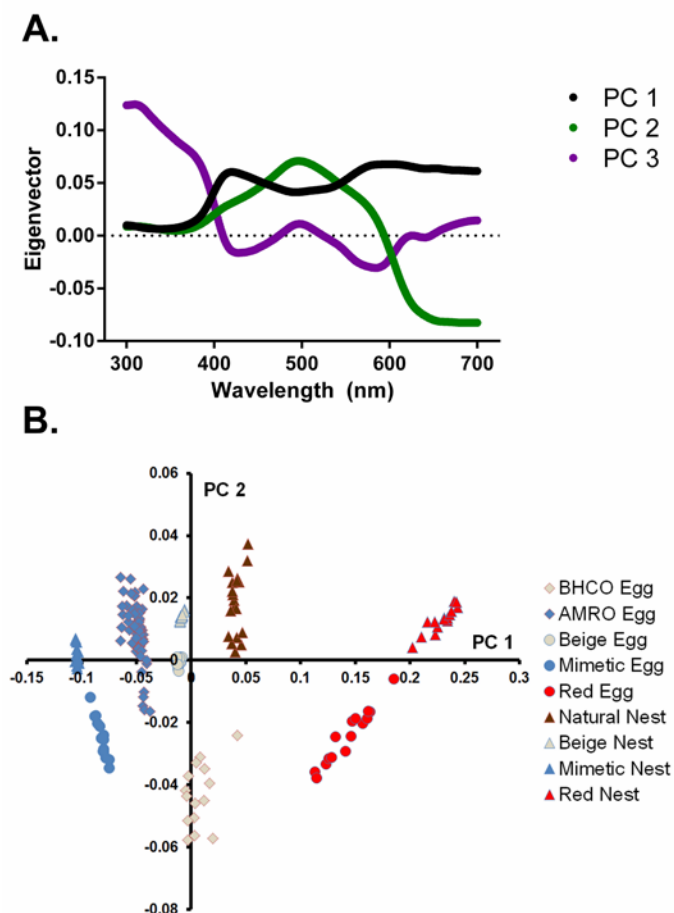 A.
0.15
0.10
0.05
0.00
-0.05
-0.10
Eigenvector
300 400 500 600 700
Wavelength (nm)
PC 1
PC 2
PC 3
B.
0.06
0.04
0.02
0
-0.02
-0.04
-0.06
-0.08
PC 2
PC 1
-0.15 -0.1 -0.05 0 0.05 0.1 0.15 0.2 0.25 0.3
BHCO Egg
AMRO Egg
Beige Egg
Mimetic Egg
Red Egg
Natural Nest
Beige Nest
Mimetic Nest
Red Nest